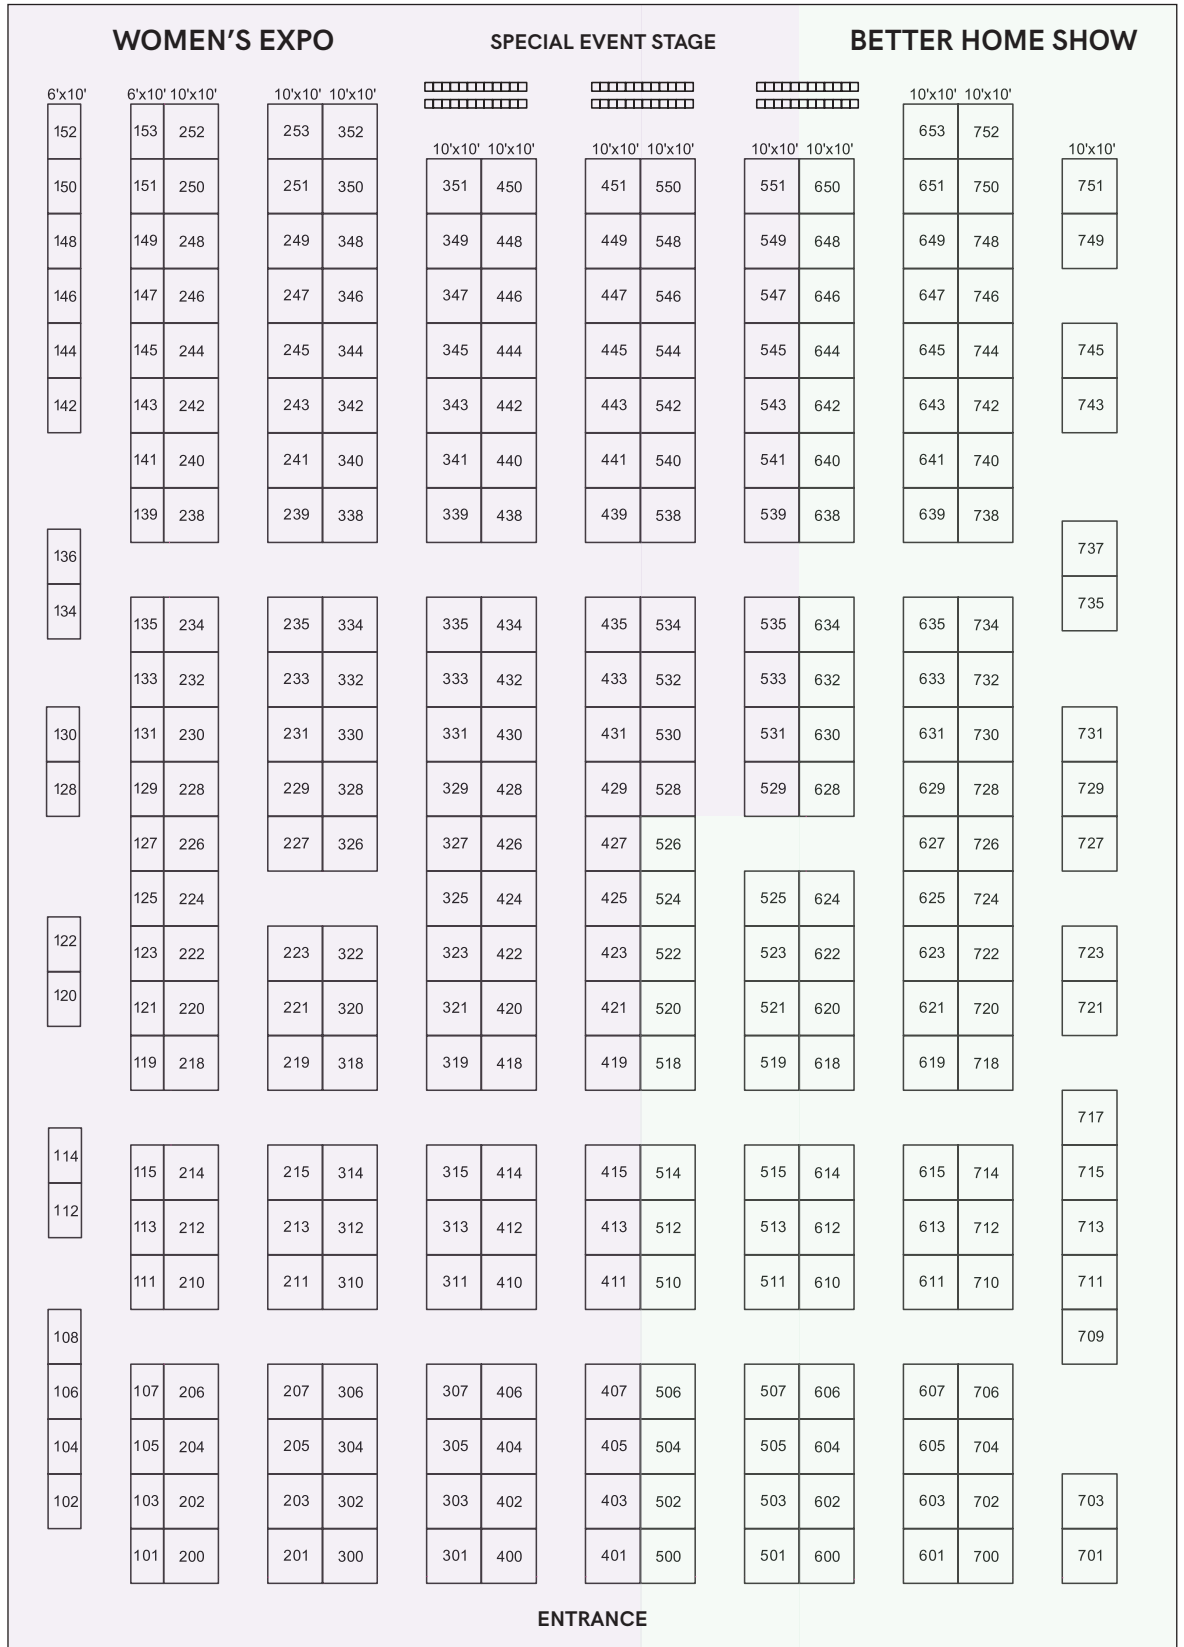 WOMEN'S EXPO SPECIAL EVENT STAGE BETTER HOME SHOW
6'x10' 6'x10' 10'x10' 10'x10' 10'x10' 10'x10' 10'x10'
152 153 252 253 352 653 752
10'x10' 10'x10' 10'x10' 10'x10' 10'x10' 10'x10' 10'x10'
150 151 250 251 350 351 450 451 550 551 650 651 750 751
148 149 248 249 348 349 448 449 548 549 648 649 748 749
146 147 246 247 346 347 446 447 546 547 646 647 746
144 145 244 245 344 345 444 445 544 545 644 645 744 745
142 143 242 243 342 343 442 443 542 543 642 643 742 743
141 240 241 340 341 440 441 540 541 640 641 740
139 238 239 338 339 438 439 538 539 638 639 738
136 737
134 735
135 234 235 334 335 434 435 534 535 634 635 734
133 232 233 332 333 432 433 532 533 632 633 732
130 131 230 231 330 331 430 431 530 531 630 631 730 731
128 129 228 229 328 329 428 429 528 529 628 629 728 729
127 226 227 326 327 426 427 526 627 726 727
125 224 325 424 425 524 525 624 625 724
122 123 222 223 322 323 422 423 522 523 622 623 722 723
120 121 220 221 320 321 420 421 520 521 620 621 720 721
119 218 219 318 319 418 419 518 519 618 619 718
717
114 115 214 215 314 315 414 415 514 515 614 615 714 715
112 113 212 213 312 313 412 413 512 513 612 613 712 713
111 210 211 310 311 410 411 510 511 610 611 710 711
108 709
106 107 206 207 306 307 406 407 506 507 606 607 706
104 105 204 205 304 305 404 405 504 505 604 605 704
102 103 202 203 302 303 402 403 502 503 602 603 702 703
101 200 201 300 301 400 401 500 501 600 601 700 701
ENTRANCE